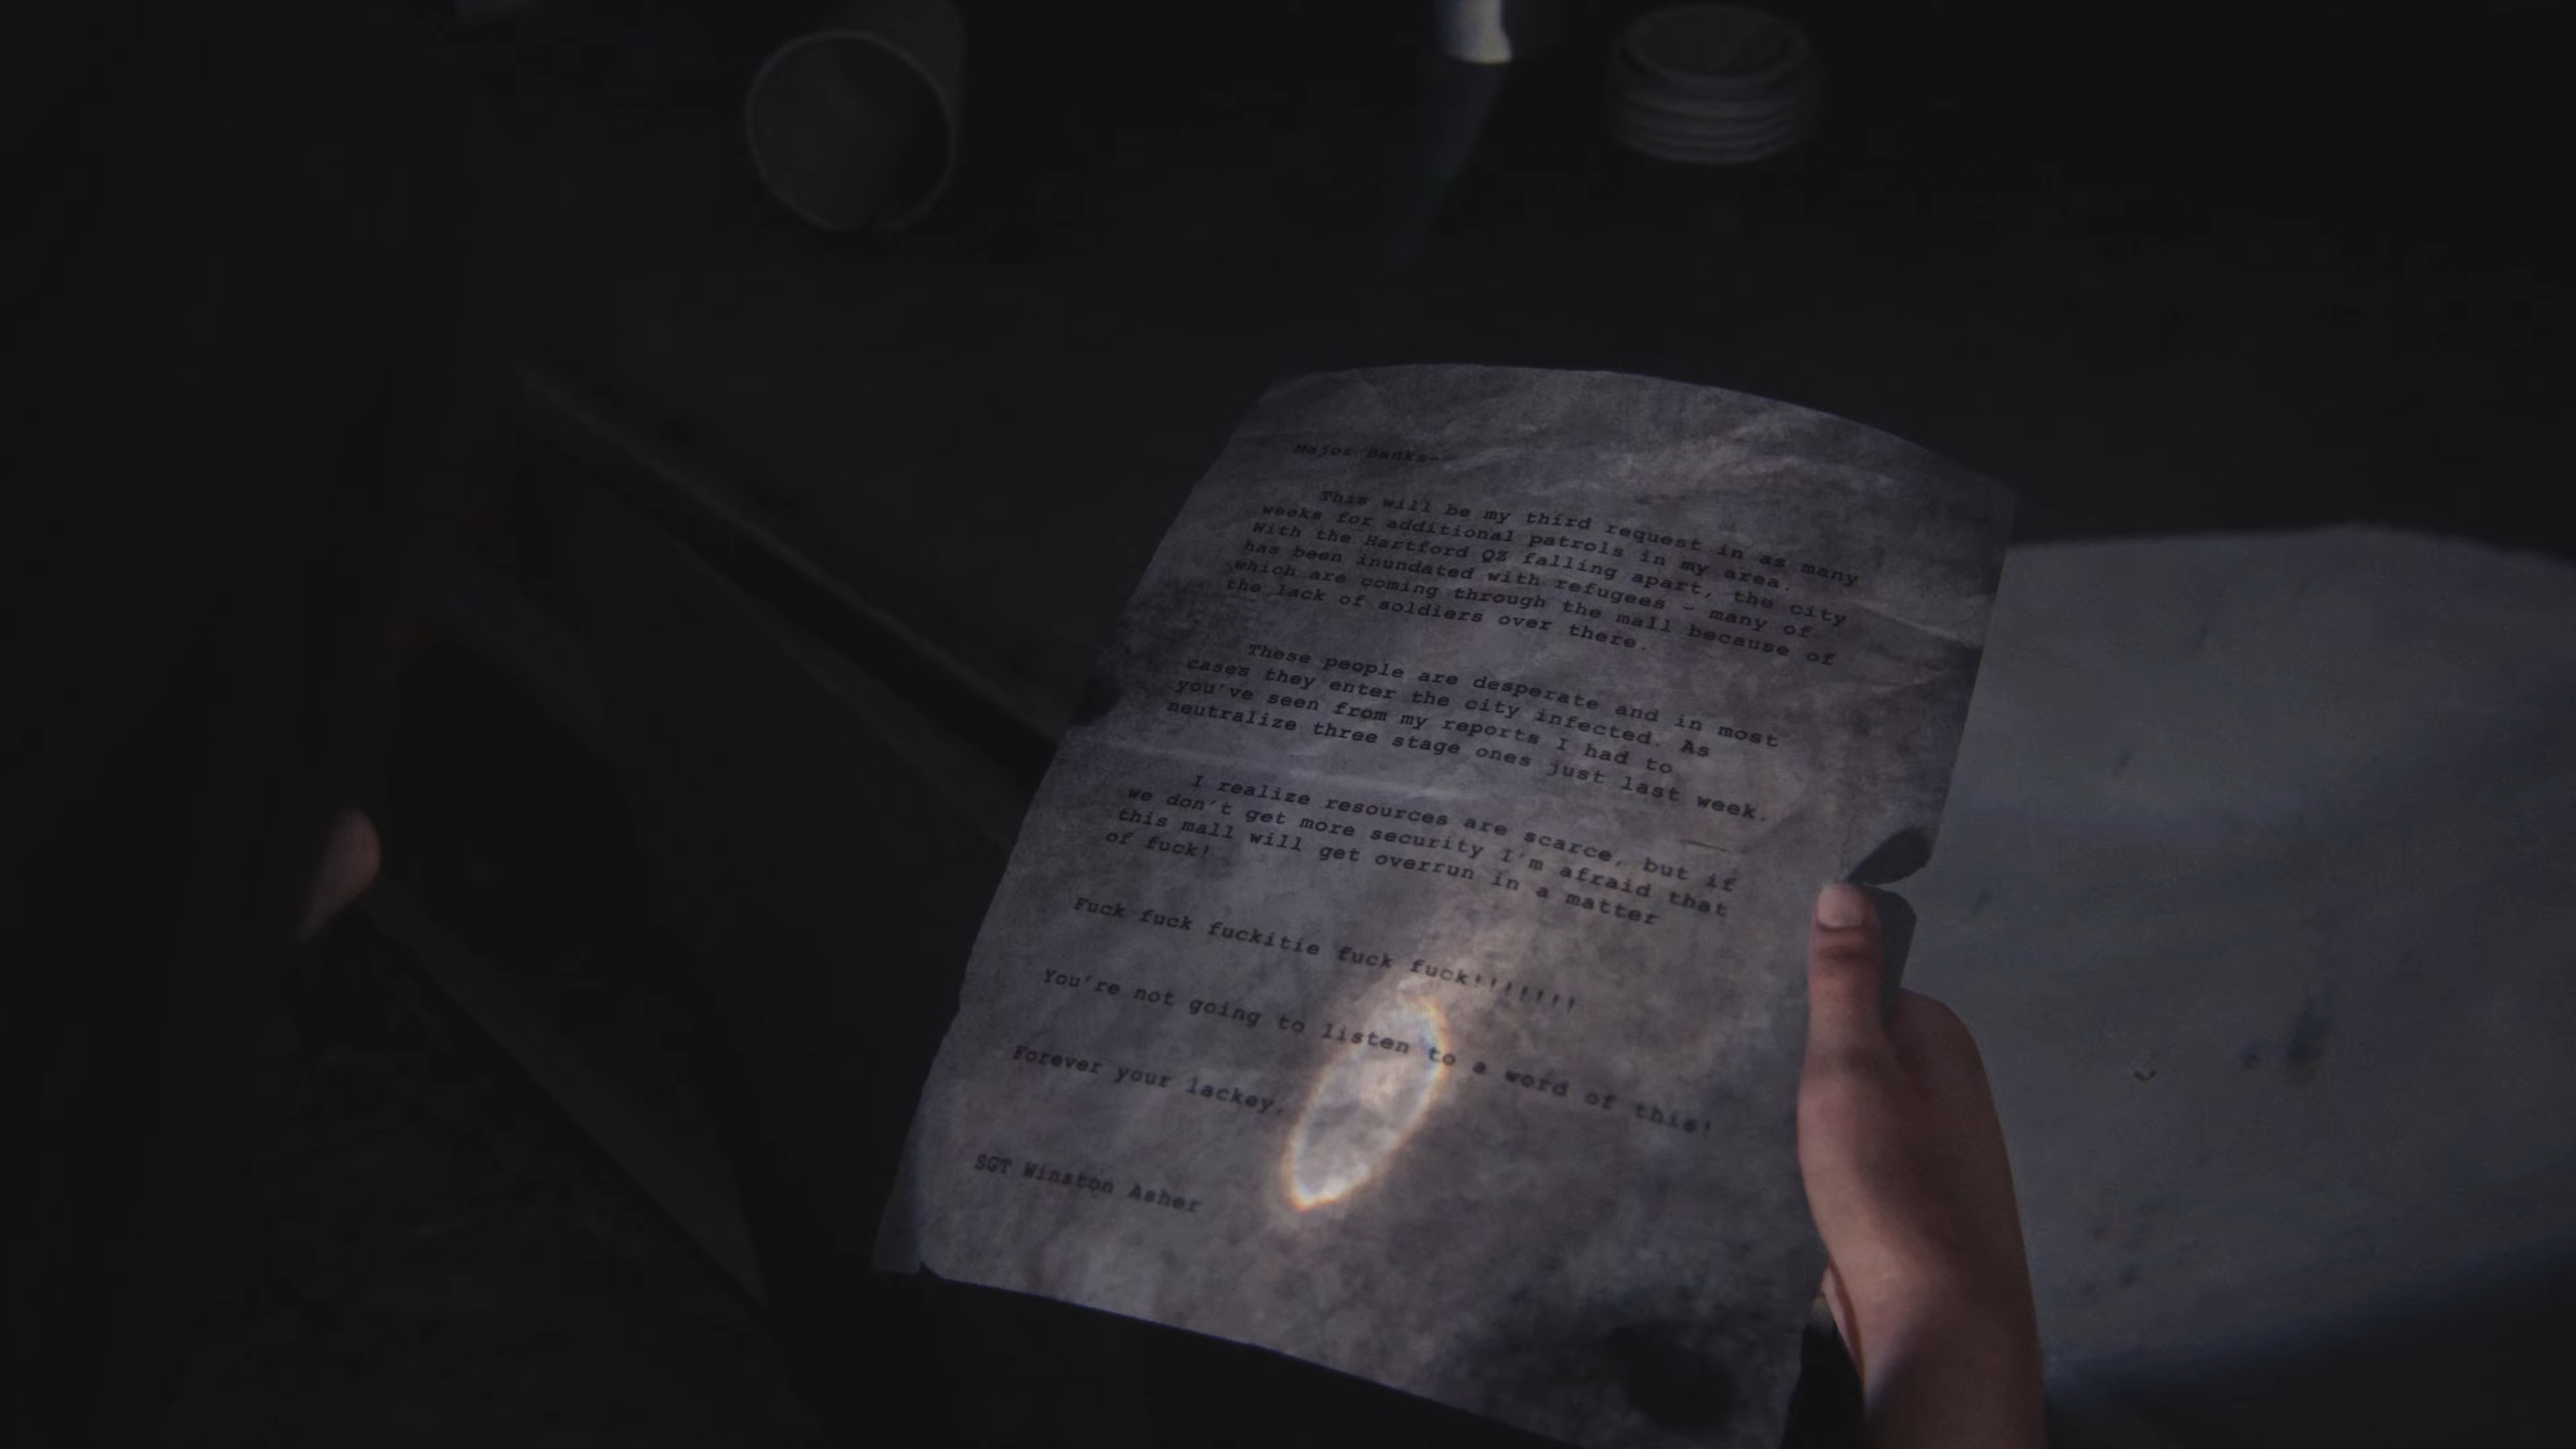 Major Banks—
This will be my third request in as many
weeks for additional patrols in my area.
With the Hartford QZ falling apart, the city
has been inundated with refugees - many of
which are coming through the mall because of
the lack of soldiers over there.
These people are desperate and in most
cases they enter the city infected. As
you've seen from my reports I had to
neutralize three stage ones just last week.
I realize resources are scarce, but if
we don't get more security I'm afraid that
this mall will get overrun in a matter
of fuck!
Fuck fuck fuckitie fuck fuck!!!!!!!
You're not going to listen to a word of this!
Forever your lackey,
SGT Winston Asher